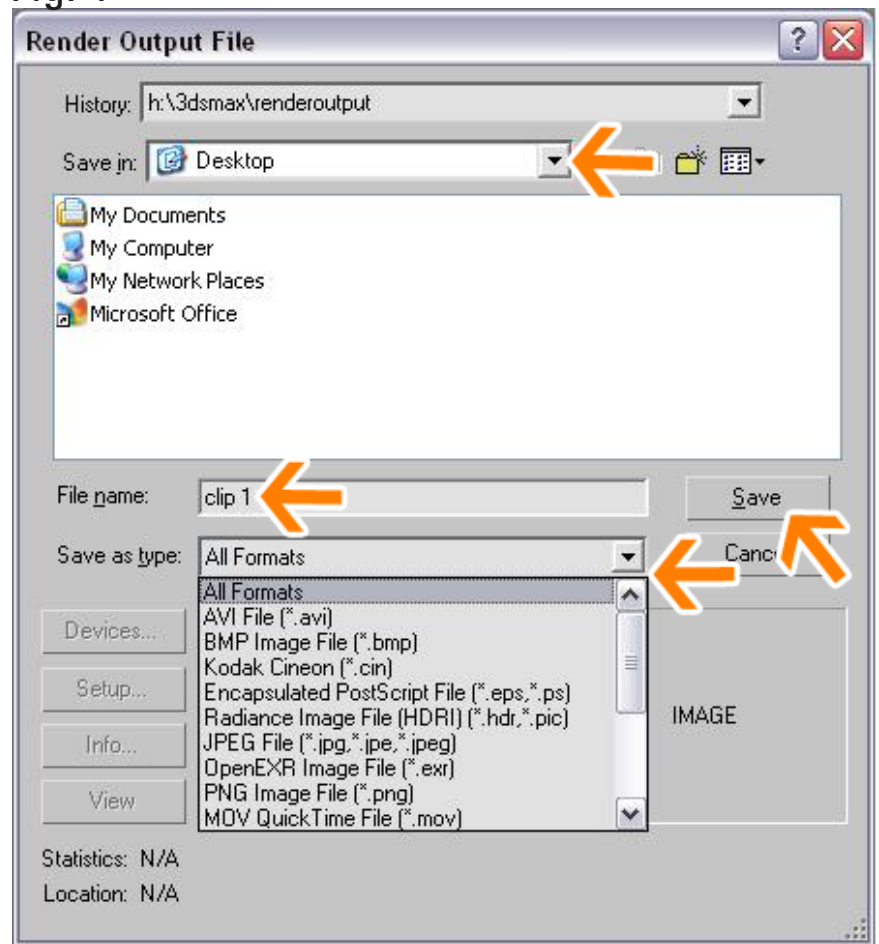 Render Output File
History: h:\3dsmax\renderoutput
Save in: Desktop
My Documents
My Computer
My Network Places
Microsoft Office
File name: clip 1 Save
Save as type: All Formats
All Formats
AVI File (*.avi)
Devices...
BMP Image File (*.bmp)
Kodak Cineon (*.cin)
Setup...
Encapsulated PostScript File (*.eps,*.ps)
Radiance Image File (HDRI) (*.hdr,*.pic)
IMAGE
Info...
JPEG File (*.jpg,*.jpe,*.jpeg)
OpenEXR Image File (*.exr)
View
PNG Image File (*.png)
MOV QuickTime File (*.mov)
Statistics: N/A
Location: N/A